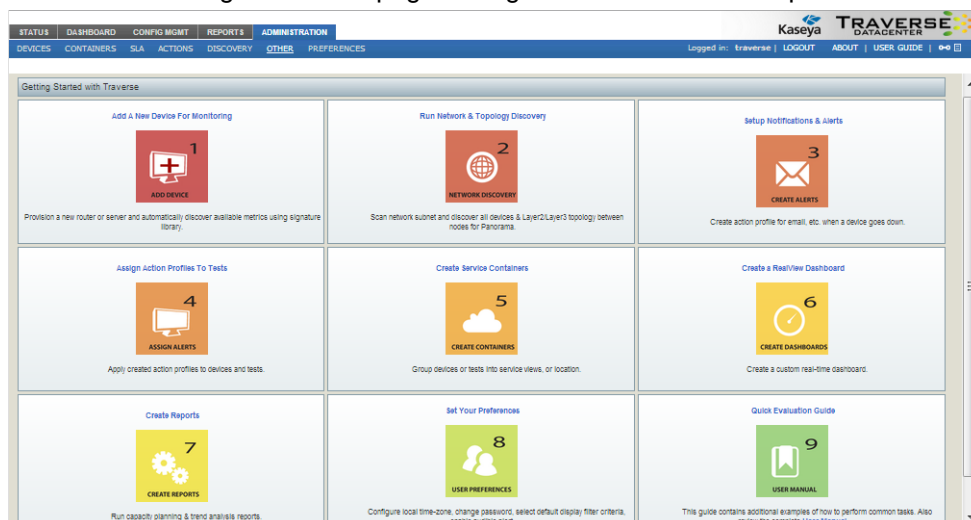 Kaseya TRAVERSE
DATACENTER
STATUS DASHBOARD CONFIG MGMT REPORTS ADMINISTRATION
DEVICES CONTAINERS SLA ACTIONS DISCOVERY OTHER PREFERENCES Logged in: traverse | LOGOUT ABOUT | USER GUIDE |
Getting Started with Traverse
Add A New Device For Monitoring
1
ADD DEVICE
Provision a new router or server and automatically discover available metrics using signature
library.
Run Network & Topology Discovery
2
NETWORK DISCOVERY
Scan network subnet and discover all devices & Layer2/Layer3 topology between
nodes for Panorama.
Setup Notifications & Alerts
3
CREATE ALERTS
Create action profile for email, etc. when a device goes down.
Assign Action Profiles To Tests
4
ASSIGN ALERTS
Apply created action profiles to devices and tests.
Create Service Containers
5
CREATE CONTAINERS
Group devices or tests into service views, or location.
Create a RealView Dashboard
6
CREATE DASHBOARDS
Create a custom real-time dashboard.
Create Reports
7
CREATE REPORTS
Run capacity planning & trend analysis reports.
Set Your Preferences
8
USER PREFERENCES
Configure local time-zone, change password, select default display filter criteria,
Quick Evaluation Guide
9
USER MANUAL
This guide contains additional examples of how to perform common tasks. Also